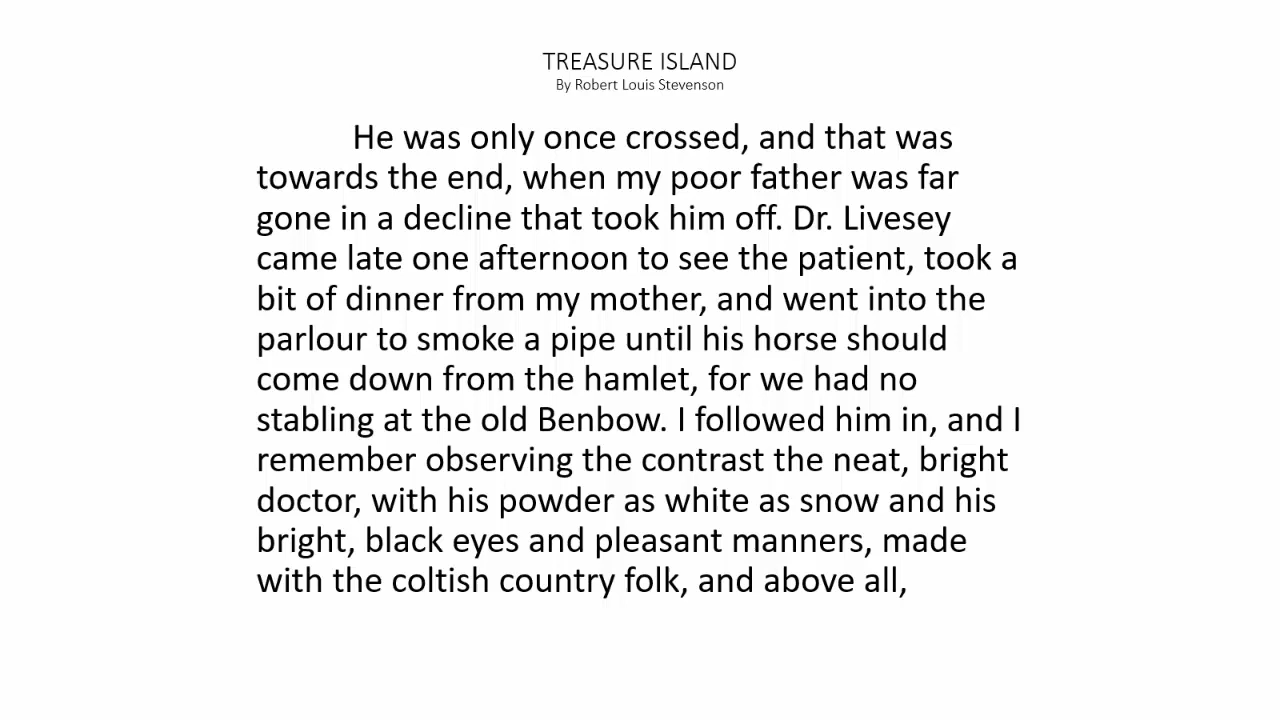 TREASURE ISLAND
By Robert Louis Stevenson
He was only once crossed, and that was
towards the end, when my poor father was far
gone in a decline that took him off. Dr. Livesey
came late one afternoon to see the patient, took a
bit of dinner from my mother, and went into the
parlour to smoke a pipe until his horse should
come down from the hamlet, for we had no
stabling at the old Benbow. I followed him in, and I
remember observing the contrast the neat, bright
doctor, with his powder as white as snow and his
bright, black eyes and pleasant manners, made
with the coltish country folk, and above all,